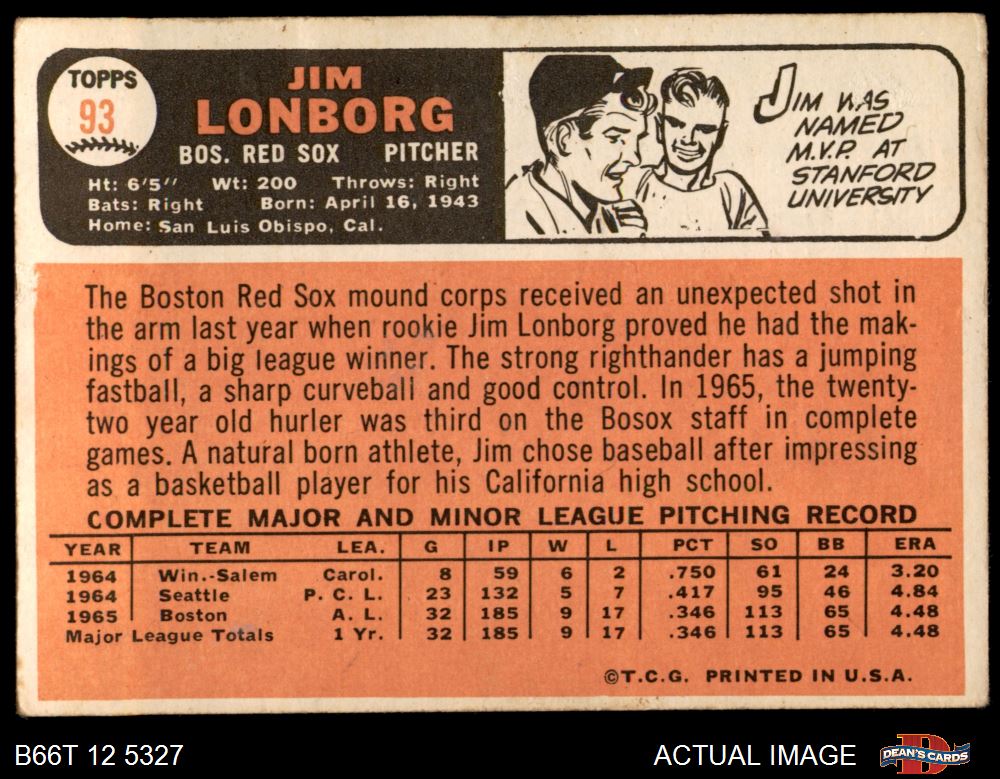 TOPPS
93
JIM
LONBORG
BOS. RED SOX PITCHER
Ht: 6'5" Wt: 200 Throws: Right
Bats: Right Born: April 16, 1943
Home: San Luis Obispo, Cal.
JIM WAS
NAMED
M.V.P. AT
STANFORD
UNIVERSITY
The Boston Red Sox mound corps received an unexpected shot in
the arm last year when rookie Jim Lonborg proved he had the mak-
ings of a big league winner. The strong righthander has a jumping
fastball, a sharp curveball and good control. In 1965, the twenty-
two year old hurler was third on the Bosox staff in complete
games. A natural born athlete, Jim chose baseball after impressing
as a basketball player for his California high school.
COMPLETE MAJOR AND MINOR LEAGUE PITCHING RECORD
YEAR TEAM LEA. G IP W L PCT SO BB ERA
1964 Win.-Salem Carol. 8 59 6 2 .750 61 24 3.20
1964 Seattle P. C. L. 23 132 5 7 .417 95 46 4.84
1965 Boston A. L. 32 185 9 17 .346 113 65 4.48
Major League Totals 1 Yr. 32 185 9 17 .346 113 65 4.48
©T.C.G. PRINTED IN U.S.A.
B66T 12 5327 ACTUAL IMAGE DEAN'S CARDS